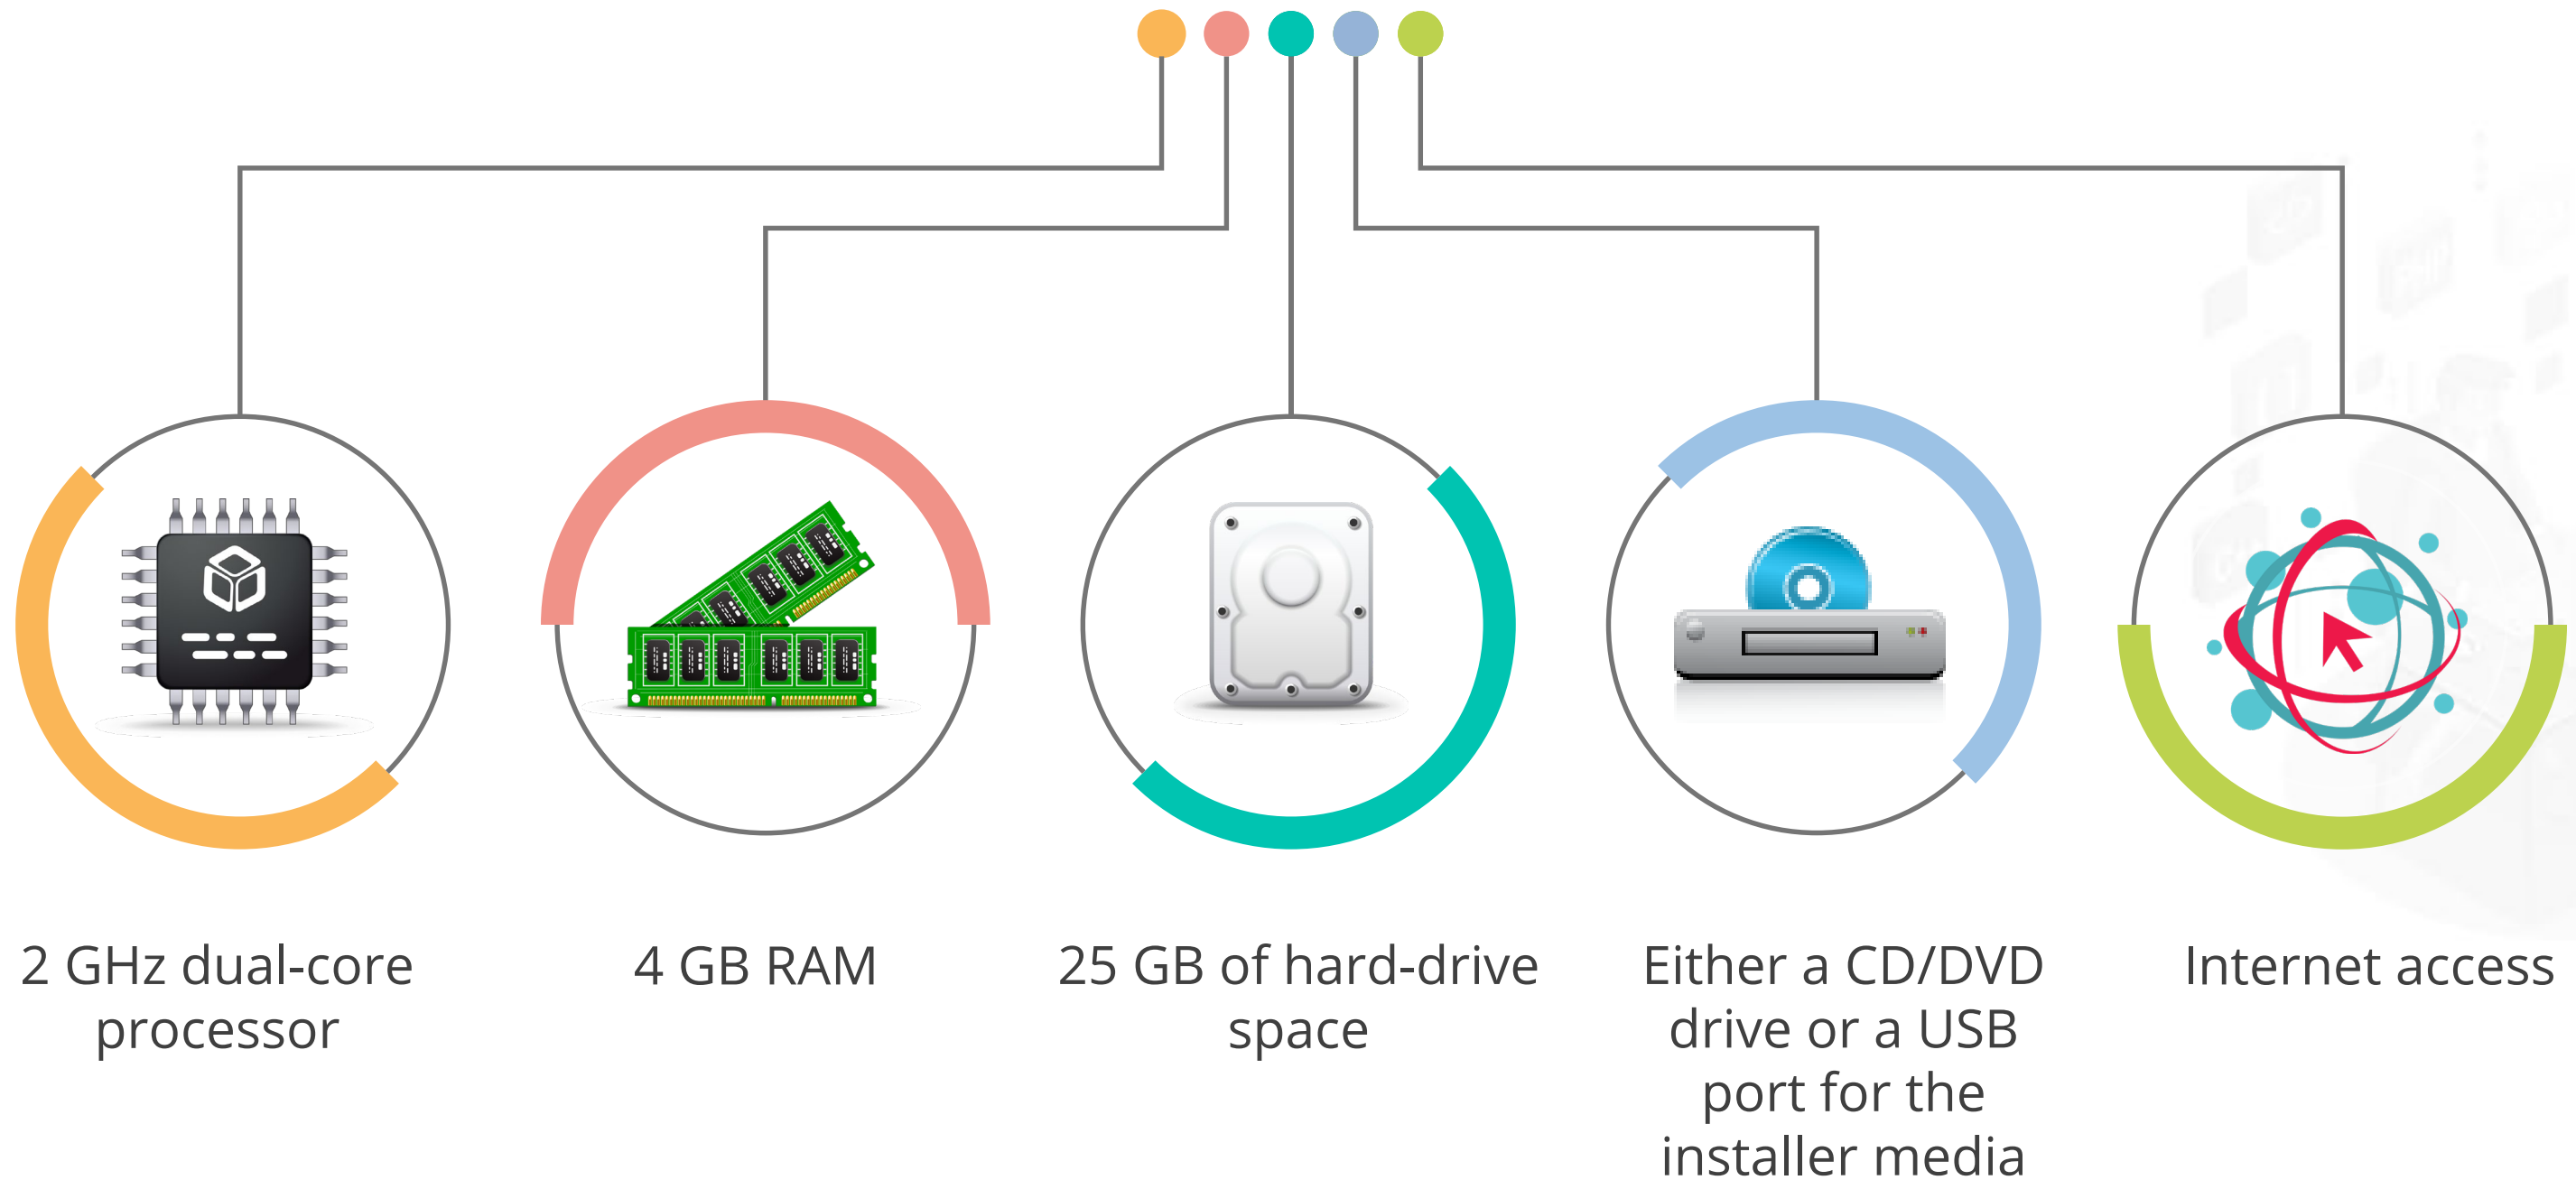 2 GHz dual-core
processor
4 GB RAM
25 GB of hard-drive
space
Either a CD/DVD
drive or a USB
port for the
installer media
Internet access